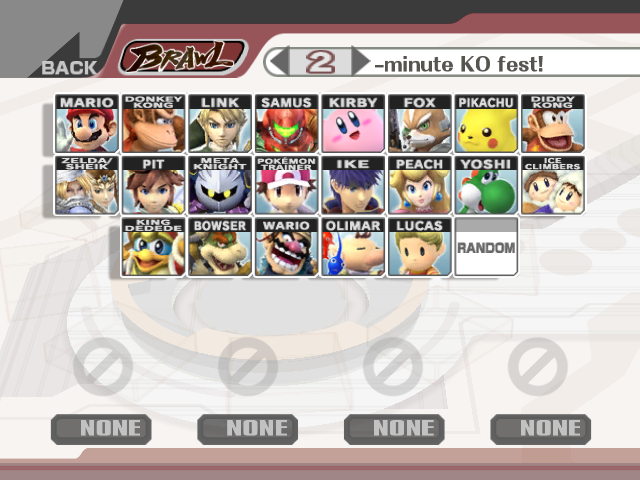 BACK
BRAWL
2
-minute KO fest!
MARIO
DONKEY KONG
LINK
SAMUS
KIRBY
FOX
PIKACHU
DIDDY KONG
ZELDA/
SHEIK
PIT
META KNIGHT
POKÉMON TRAINER
IKE
PEACH
YOSHI
ICE CLIMBERS
KING DEDEDE
BOWSER
WARIO
OLIMAR
LUCAS
RANDOM
NONE
NONE
NONE
NONE